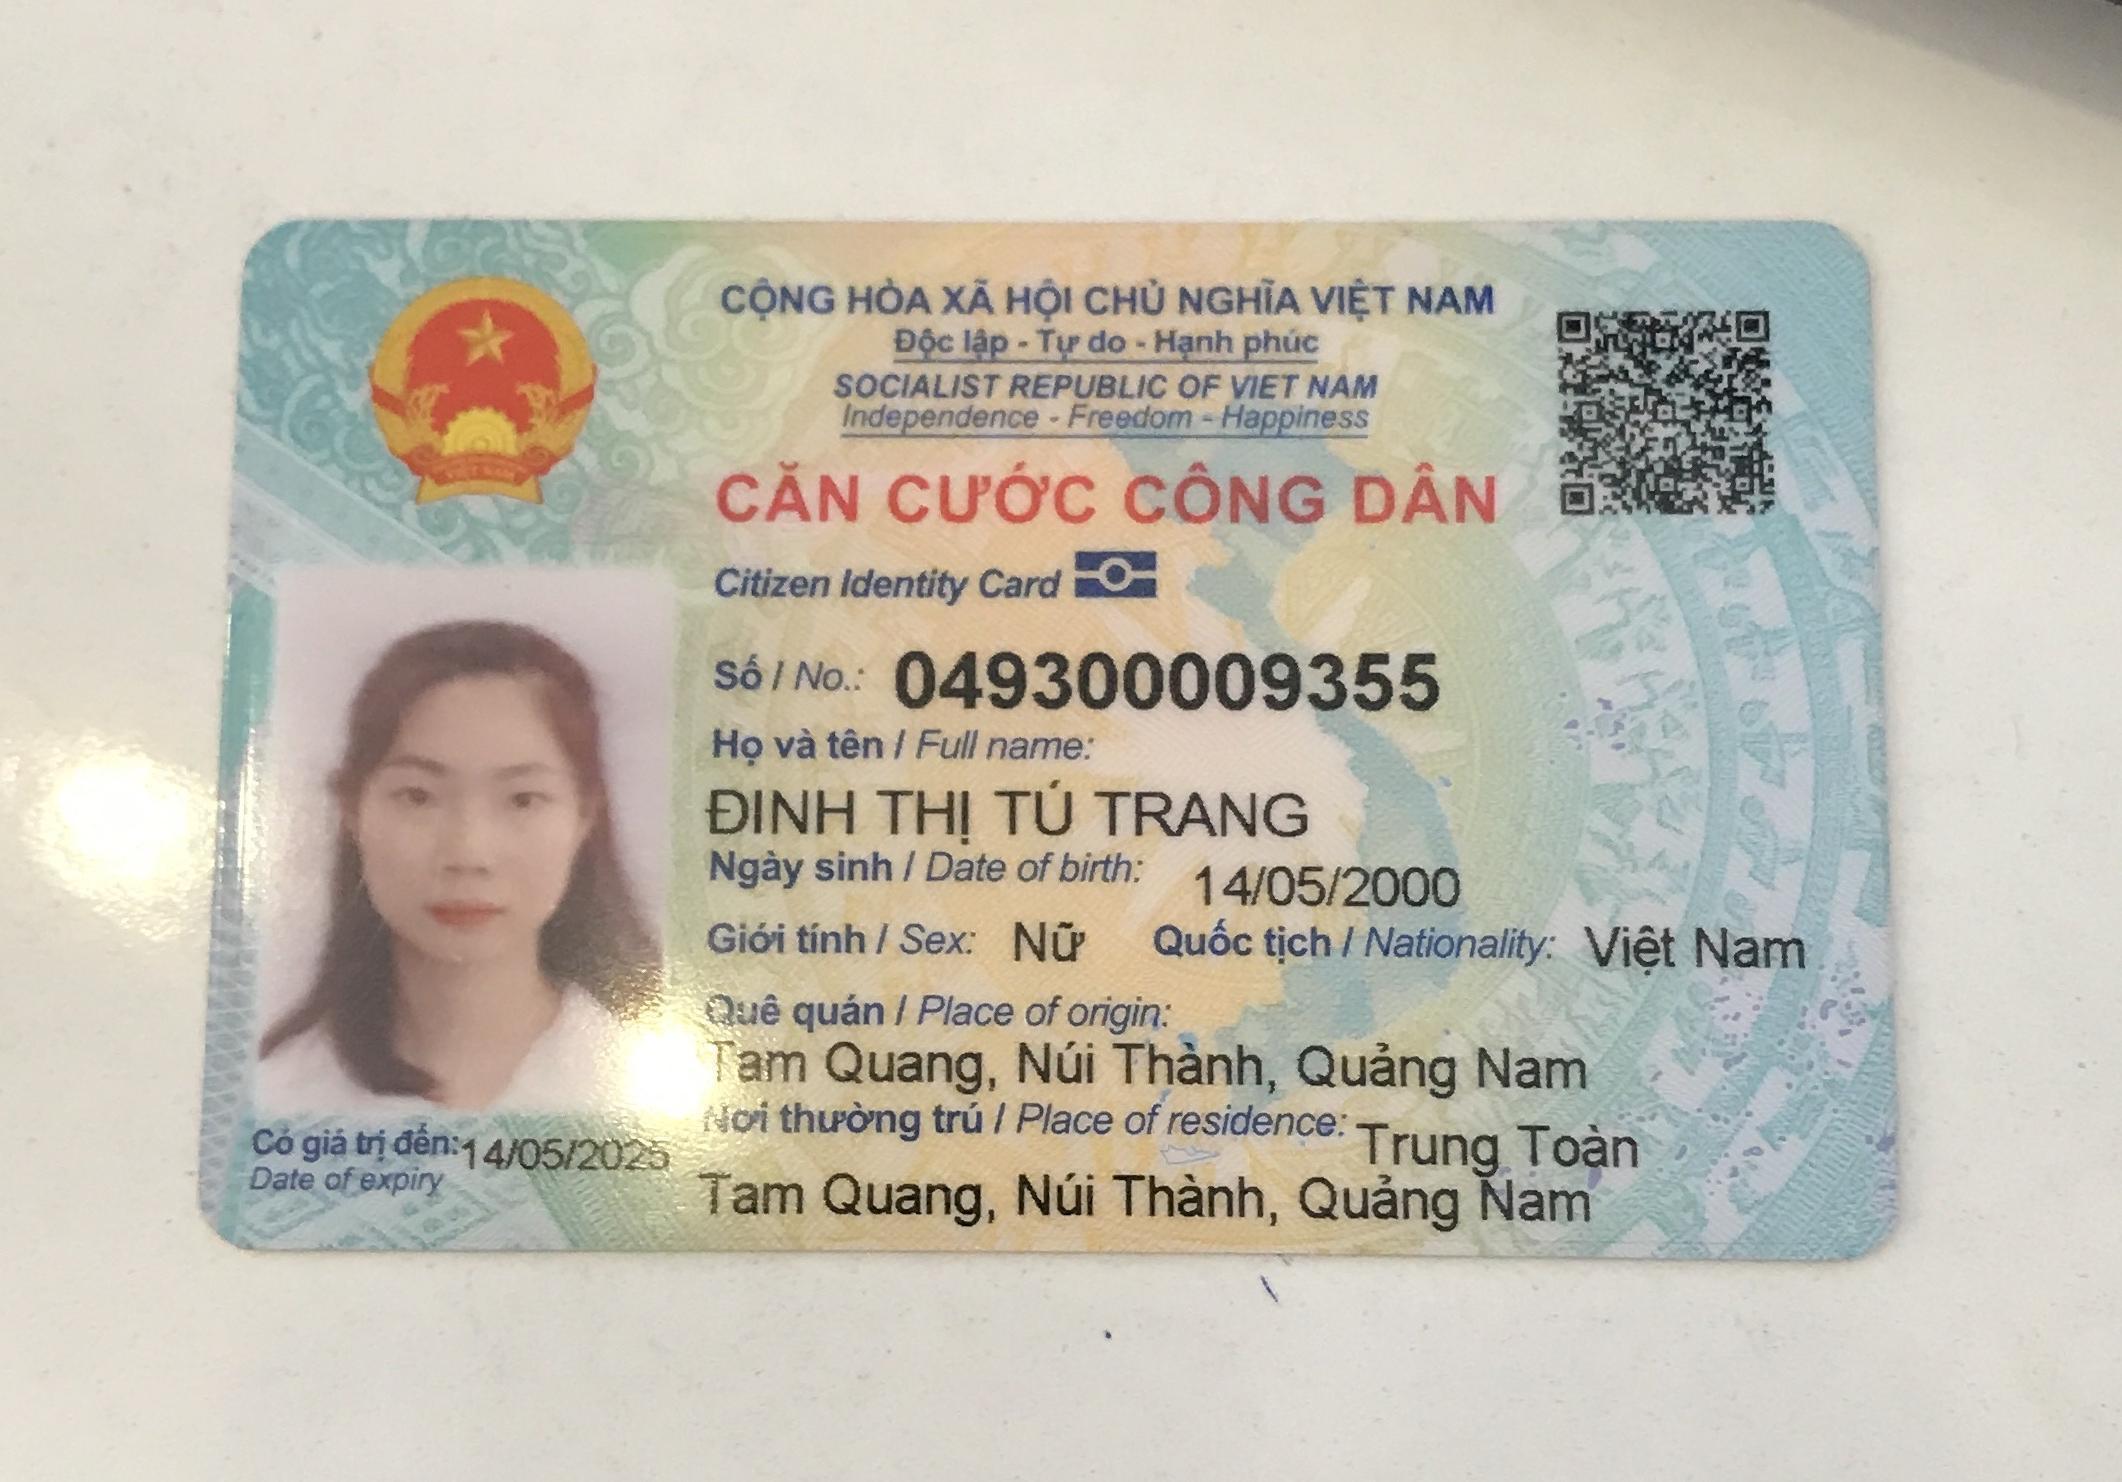 CỘNG HÒA XÃ HỘI CHỦ NGHĨA VIỆT NAM
Độc lập - Tự do - Hạnh phúc
SOCIALIST REPUBLIC OF VIET NAM
Independence - Freedom - Happiness
CĂN CƯỚC CÔNG DÂN
Citizen Identity Card
Số / No.: 049300009355
Họ và tên / Full name:
ĐINH THỊ TÚ TRANG
Ngày sinh / Date of birth: 14/05/2000
Giới tính / Sex: Nữ Quốc tịch / Nationality: Việt Nam
Quê quán / Place of origin:
Tam Quang, Núi Thành, Quảng Nam
Nơi thường trú / Place of residence: Trung Toàn
Tam Quang, Núi Thành, Quảng Nam
Có giá trị đến: 14/05/2025
Date of expiry